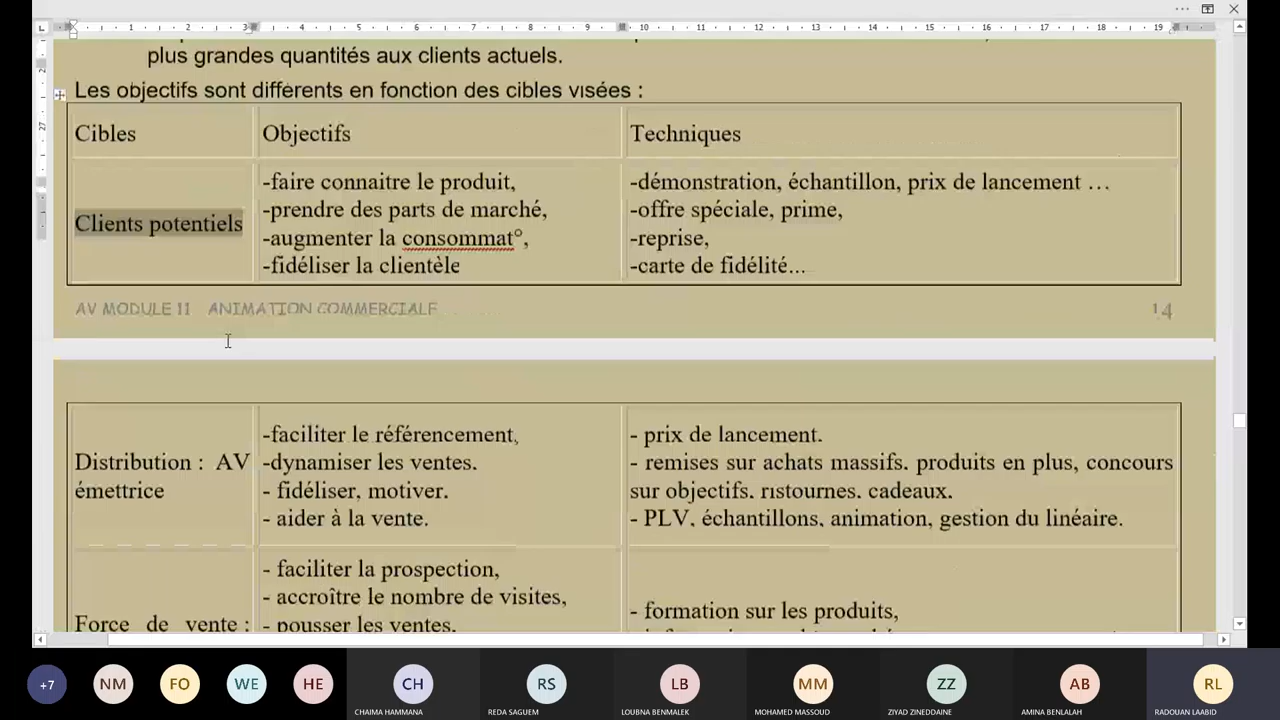 plus grandes quantités aux clients actuels.
Les objectifs sont différents en fonction des cibles visées :
Cibles Objectifs Techniques
Clients potentiels
-faire connaitre le produit,
-prendre des parts de marché,
-augmenter la consommat°,
-fidéliser la clientèle
-démonstration, échantillon, prix de lancement …
-offre spéciale, prime,
-reprise,
-carte de fidélité…
AV MODULE 11 ANIMATION COMMERCIALE 14
Distribution : AV
émettrice
-faciliter le référencement,
-dynamiser les ventes.
- fidéliser, motiver.
- aider à la vente.
- prix de lancement.
- remises sur achats massifs, produits en plus, concours
sur objectifs, ristournes, cadeaux.
- PLV, échantillons, animation, gestion du linéaire.
Force de vente :
- faciliter la prospection,
- accroître le nombre de visites,
- pousser les ventes,
- formation sur les produits,
+7 NM FO WE HE CH RS LB MM ZZ AB RL
CHAIMA HAMMANA REDA SAGUEM LOUBNA BENMALEK MOHAMED MASSOUD ZIYAD ZINEDDAINE AMINA BENLALAH RADOUAN LAABID